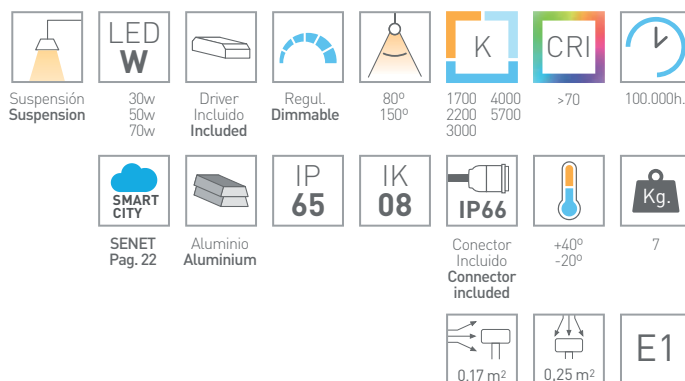 LED
W
K
CRI
Suspensión
Suspension
30w
50w
70w
Driver
Incluido
Included
Regul.
Dimmable
80º
150º
1700 4000
2200 5700
3000
>70
100.000h.
SMART
CITY
IP
65
IK
08
IP66
Kg.
SENET
Pag. 22
Aluminio
Aluminium
Conector
Incluido
Connector
included
+40º
-20º
7
0,17 m²
0,25 m²
E1